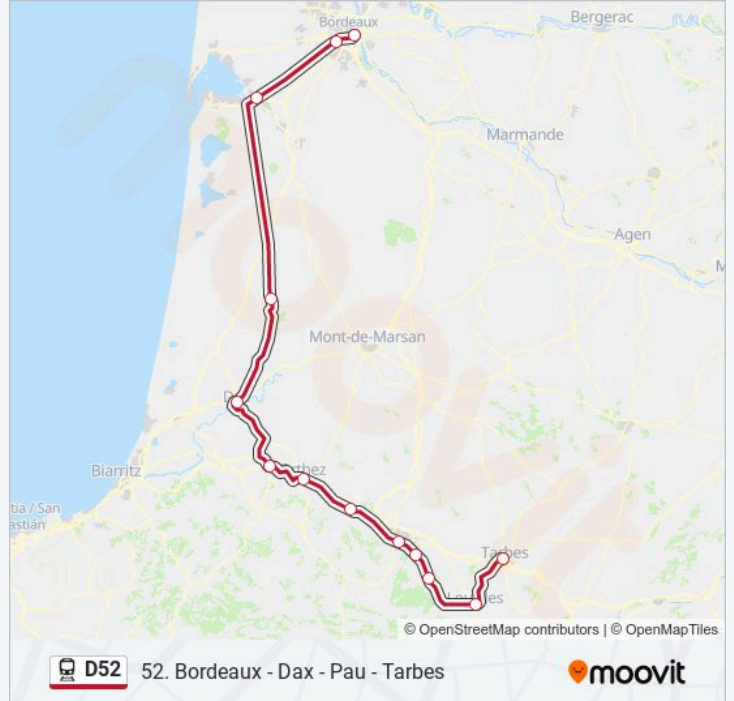 Bordeaux
Bergerac
Marmande
Agen
Mont-de-Marsan
Biarritz
Tarbes
© OpenStreetMap contributors | © OpenMapTiles
D52 52. Bordeaux - Dax - Pau - Tarbes
moovit